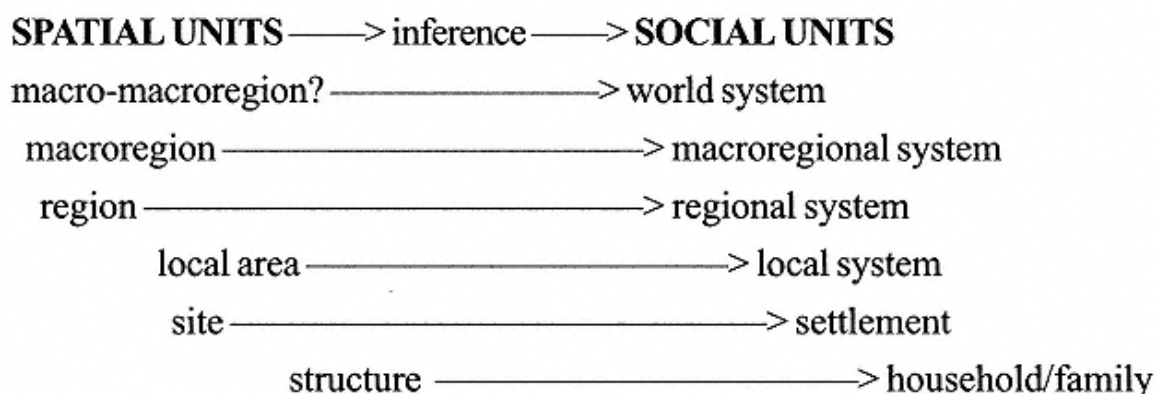 SPATIAL UNITS ——> inference ——> SOCIAL UNITS
macro-macroregion? ——> world system
macroregion ——> macroregional system
region ——> regional system
local area ——> local system
site ——> settlement
structure ——> household/family